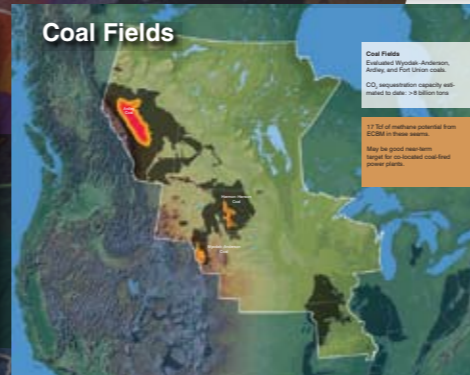 Coal Fields
Coal Fields
Evaluated Wyodak–Anderson,
Ardley, and Fort Union coals.
CO₂ sequestration capacity esti-
mated to date: >8 billion tons
17 Tcf of methane potential from
ECBM in these seams.
May be good near-term
target for co-located coal-fired
power plants.
Coal
Coal